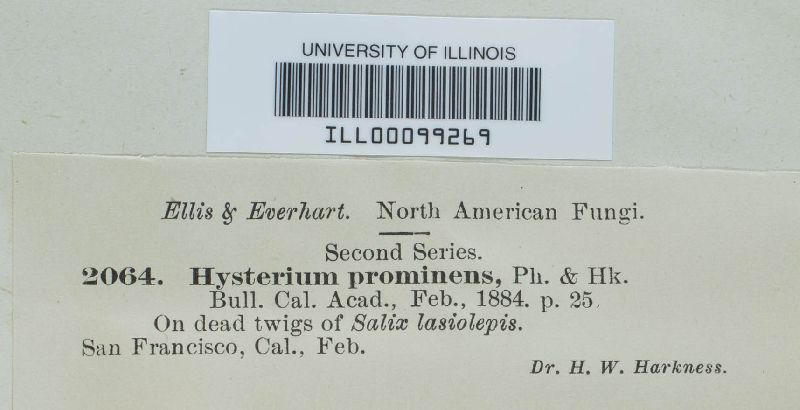 UNIVERSITY OF ILLINOIS
ILL00099269
Ellis & Everhart. North American Fungi.
Second Series.
2064. Hysterium prominens, Ph. & Hk.
Bull. Cal. Acad., Feb., 1884. p. 25.
On dead twigs of Salix lasiolepis.
San Francisco, Cal., Feb.
Dr. H. W. Harkness.